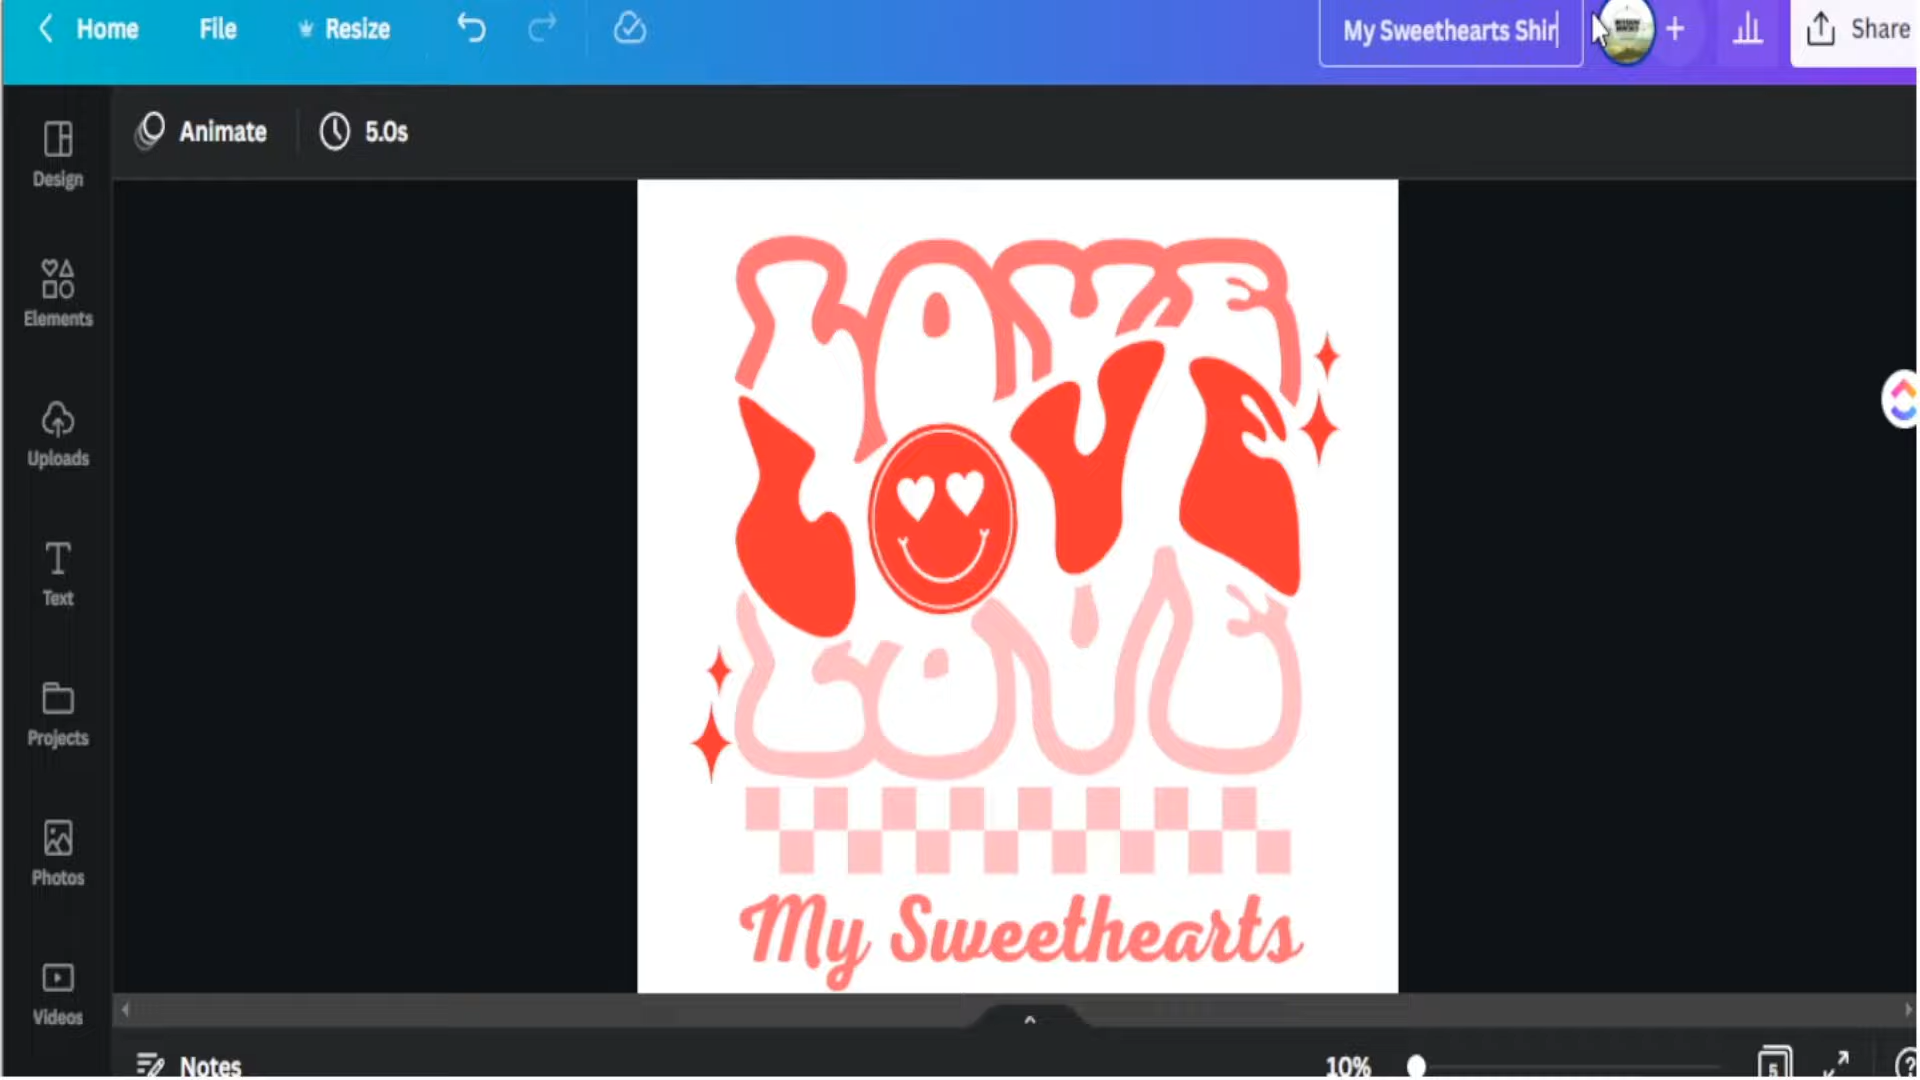 Home File Resize My Sweethearts Shir Share
Animate 5.0s
Design
Elements
Uploads
Text
Projects
Photos
Videos
LOVE
LOVE
LOVE
My Sweethearts
Notes 10% 5 ?